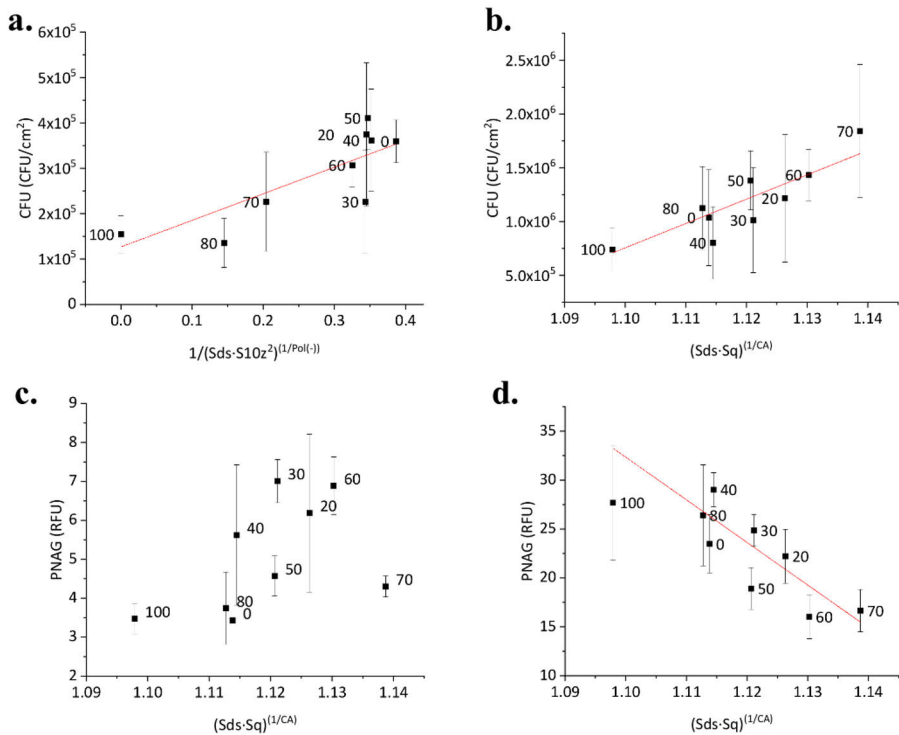 a.
6x10⁵
5x10⁵
4x10⁵
3x10⁵
2x10⁵
1x10⁵
0
CFU (CFU/cm²)
50
20
40
0
60
70
30
100
80
0.0 0.1 0.2 0.3 0.4
1/(Sds·S10z²)^(1/Pol(-))
b.
2.5x10⁶
2.0x10⁶
1.5x10⁶
1.0x10⁶
5.0x10⁵
CFU (CFU/cm²)
70
50
60
80
20
0
30
40
100
1.09 1.10 1.11 1.12 1.13 1.14
(Sds·Sq)^(1/CA)
c.
9
8
7
6
5
4
3
2
PNAG (RFU)
30
60
20
40
50
70
100
80
0
1.09 1.10 1.11 1.12 1.13 1.14
(Sds·Sq)^(1/CA)
d.
35
30
25
20
15
10
PNAG (RFU)
40
100
80
30
0
20
50
70
60
1.09 1.10 1.11 1.12 1.13 1.14
(Sds·Sq)^(1/CA)